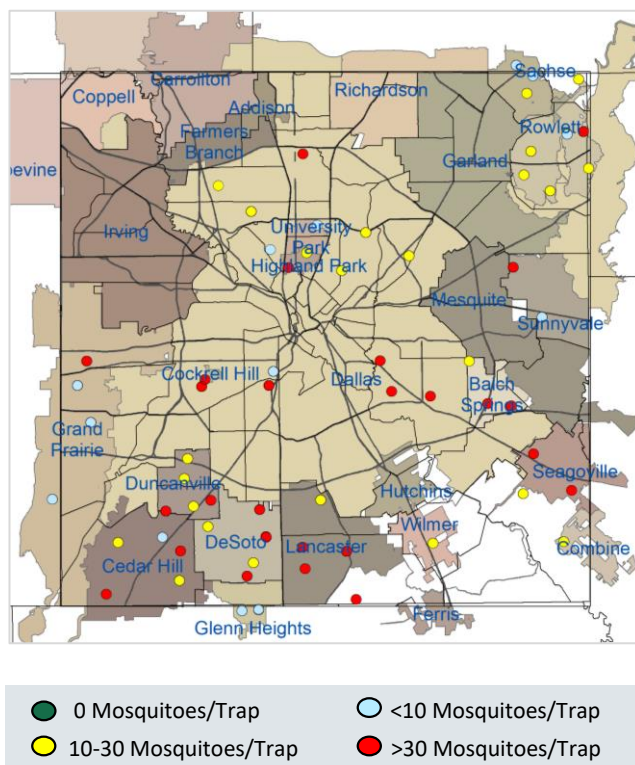 Sachse
Carrollton
Coppell
Richardson
Addison
Rowlett
Farmers
Branch
Garland
evine
University
Park
Irving
Highland Park
Mesquite
Sunnyvale
Cockrell Hill
Dallas
Balch
Springs
Grand
Prairie
Seagoville
Duncanville
Hutchins
Wilmer
DeSoto
Lancaster
Combine
Cedar Hill
Ferris
Glenn Heights
0 Mosquitoes/Trap
<10 Mosquitoes/Trap
10-30 Mosquitoes/Trap
>30 Mosquitoes/Trap